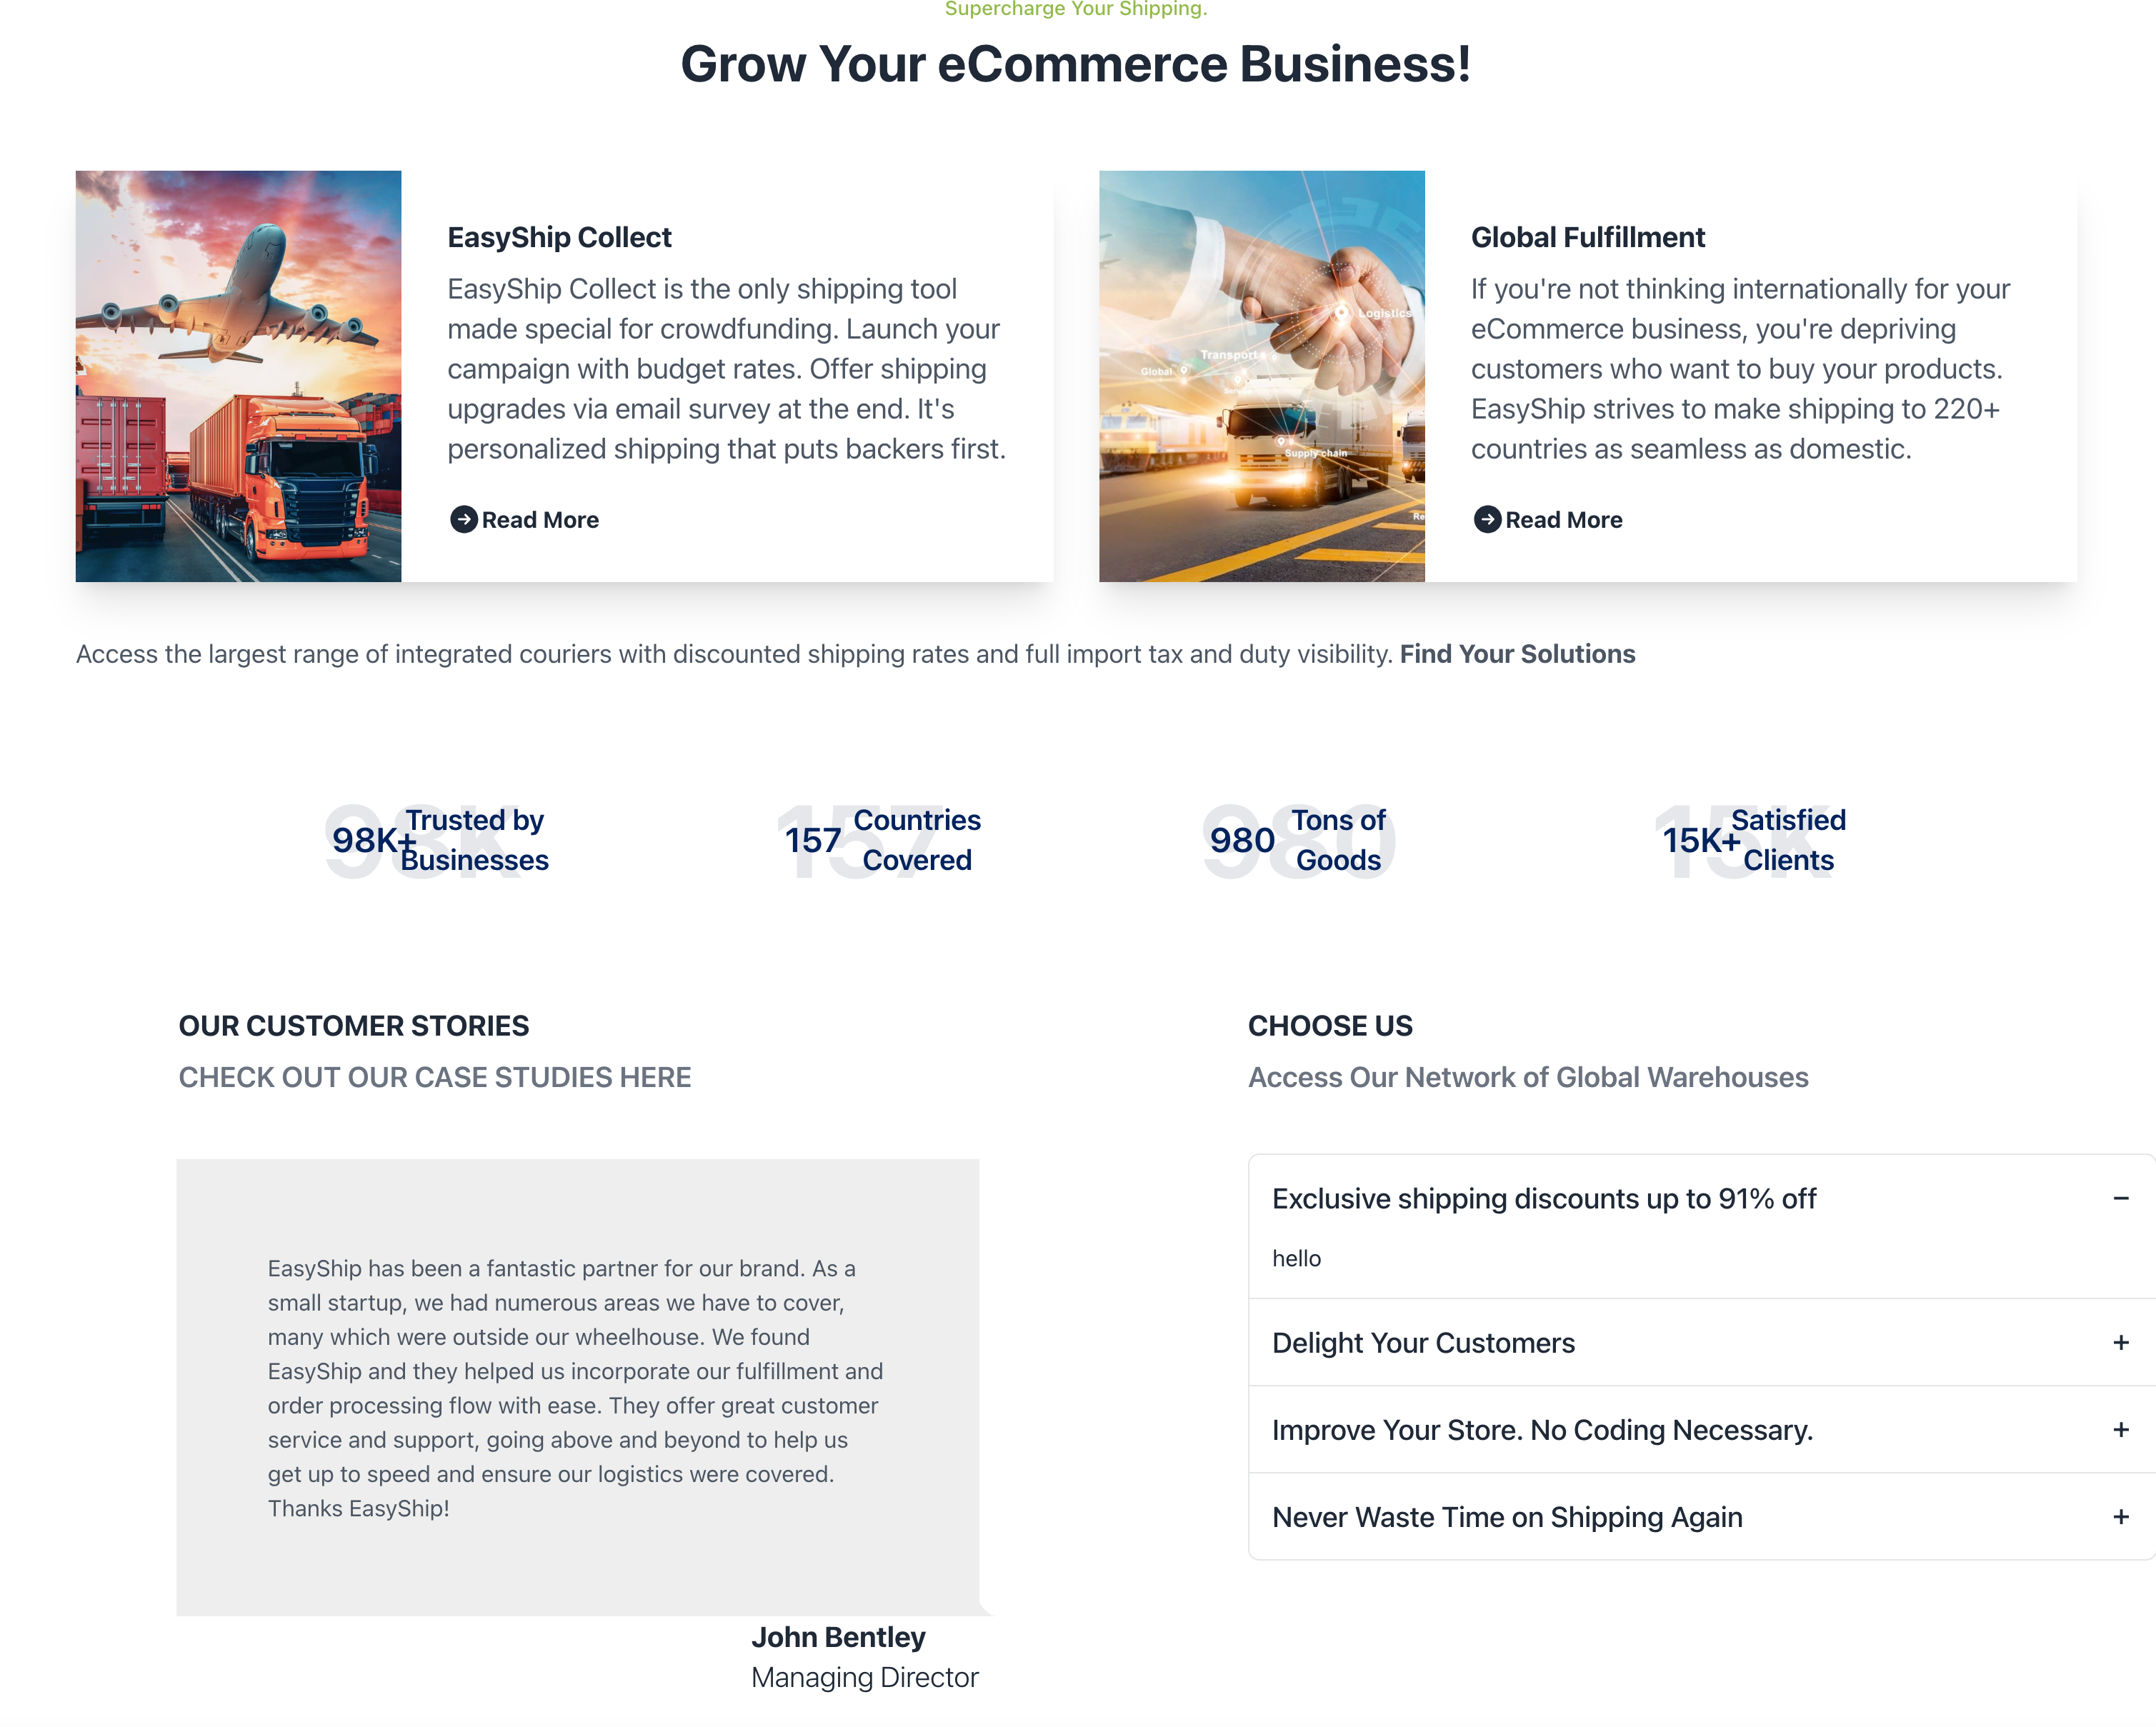 Supercharge Your Shipping.
Grow Your eCommerce Business!
EasyShip Collect
EasyShip Collect is the only shipping tool
made special for crowdfunding. Launch your
campaign with budget rates. Offer shipping
upgrades via email survey at the end. It's
personalized shipping that puts backers first.
Read More
Logistics
Transport
Global
Supply chain
Global Fulfillment
If you're not thinking internationally for your
eCommerce business, you're depriving
customers who want to buy your products.
EasyShip strives to make shipping to 220+
countries as seamless as domestic.
Read More
Access the largest range of integrated couriers with discounted shipping rates and full import tax and duty visibility. Find Your Solutions
98K
98K+
Trusted by
Businesses
157
157
Countries
Covered
980
980
Tons of
Goods
15K
15K+
Satisfied
Clients
OUR CUSTOMER STORIES
CHECK OUT OUR CASE STUDIES HERE
EasyShip has been a fantastic partner for our brand. As a
small startup, we had numerous areas we have to cover,
many which were outside our wheelhouse. We found
EasyShip and they helped us incorporate our fulfillment and
order processing flow with ease. They offer great customer
service and support, going above and beyond to help us
get up to speed and ensure our logistics were covered.
Thanks EasyShip!
John Bentley
Managing Director
CHOOSE US
Access Our Network of Global Warehouses
Exclusive shipping discounts up to 91% off
hello
Delight Your Customers
Improve Your Store. No Coding Necessary.
Never Waste Time on Shipping Again